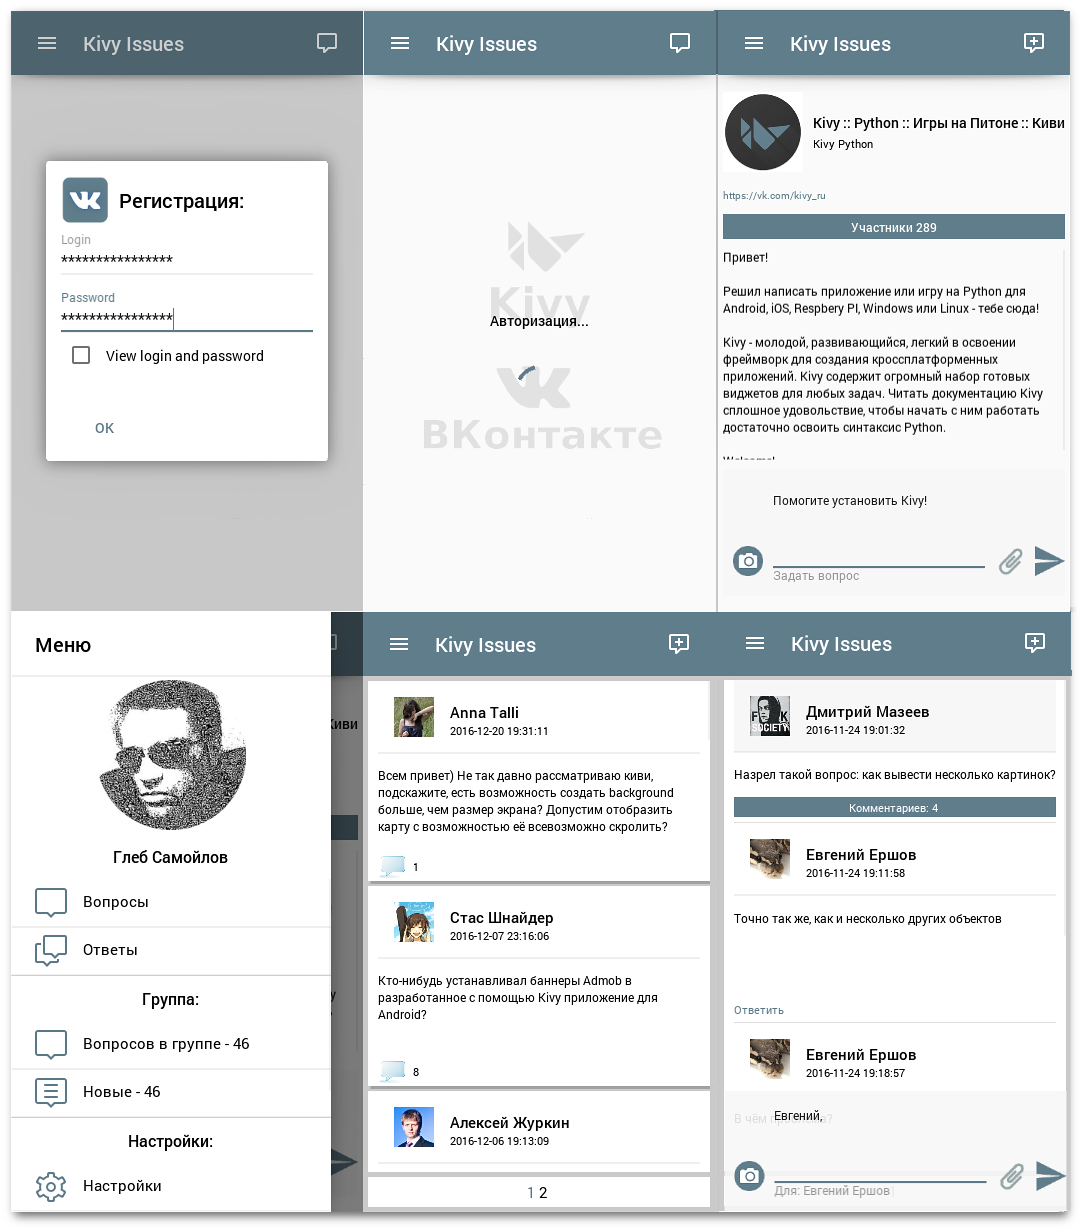 Kivy Issues
Регистрация:
Login
****************
Password
****************
View login and password
OK
Kivy Issues
Kivy
Авторизация...
ВКонтакте
Kivy Issues
Kivy :: Python :: Игры на Питоне :: Киви
Kivy Python
https://vk.com/kivy_ru
Участники 289
Привет!
Решил написать приложение или игру на Python для
Android, iOS, Respbery PI, Windows или Linux - тебе сюда!
Kivy - молодой, развивающийся, легкий в освоении
фреймворк для создания кроссплатформенных
приложений. Kivy содержит огромный набор готовых
виджетов для любых задач. Читать документацию Kivy
сплошное удовольствие, чтобы начать с ним работать
достаточно освоить синтаксис Python.
Welcome!
Помогите установить Kivy!
Задать вопрос
Меню
Киви
Глеб Самойлов
Вопросы
Ответы
Группа:
Вопросов в группе - 46
Новые - 46
Настройки:
Настройки
Kivy Issues
Anna Talli
2016-12-20 19:31:11
Всем привет) Не так давно рассматриваю киви,
подскажите, есть возможность создать background
больше, чем размер экрана? Допустим отобразить
карту с возможностью её всевозможно скролить?
1
Стас Шнайдер
2016-12-07 23:16:06
Кто-нибудь устанавливал баннеры Admob в
разработанное с помощью Kivy приложение для
Android?
8
Алексей Журкин
2016-12-06 19:13:09
1 2
Kivy Issues
SOCIETY
Дмитрий Мазеев
2016-11-24 19:01:32
Назрел такой вопрос: как вывести несколько картинок?
Комментариев: 4
Евгений Ершов
2016-11-24 19:11:58
Точно так же, как и несколько других объектов
Ответить
Евгений Ершов
2016-11-24 19:18:57
В чём
Евгений,
Для: Евгений Ершов